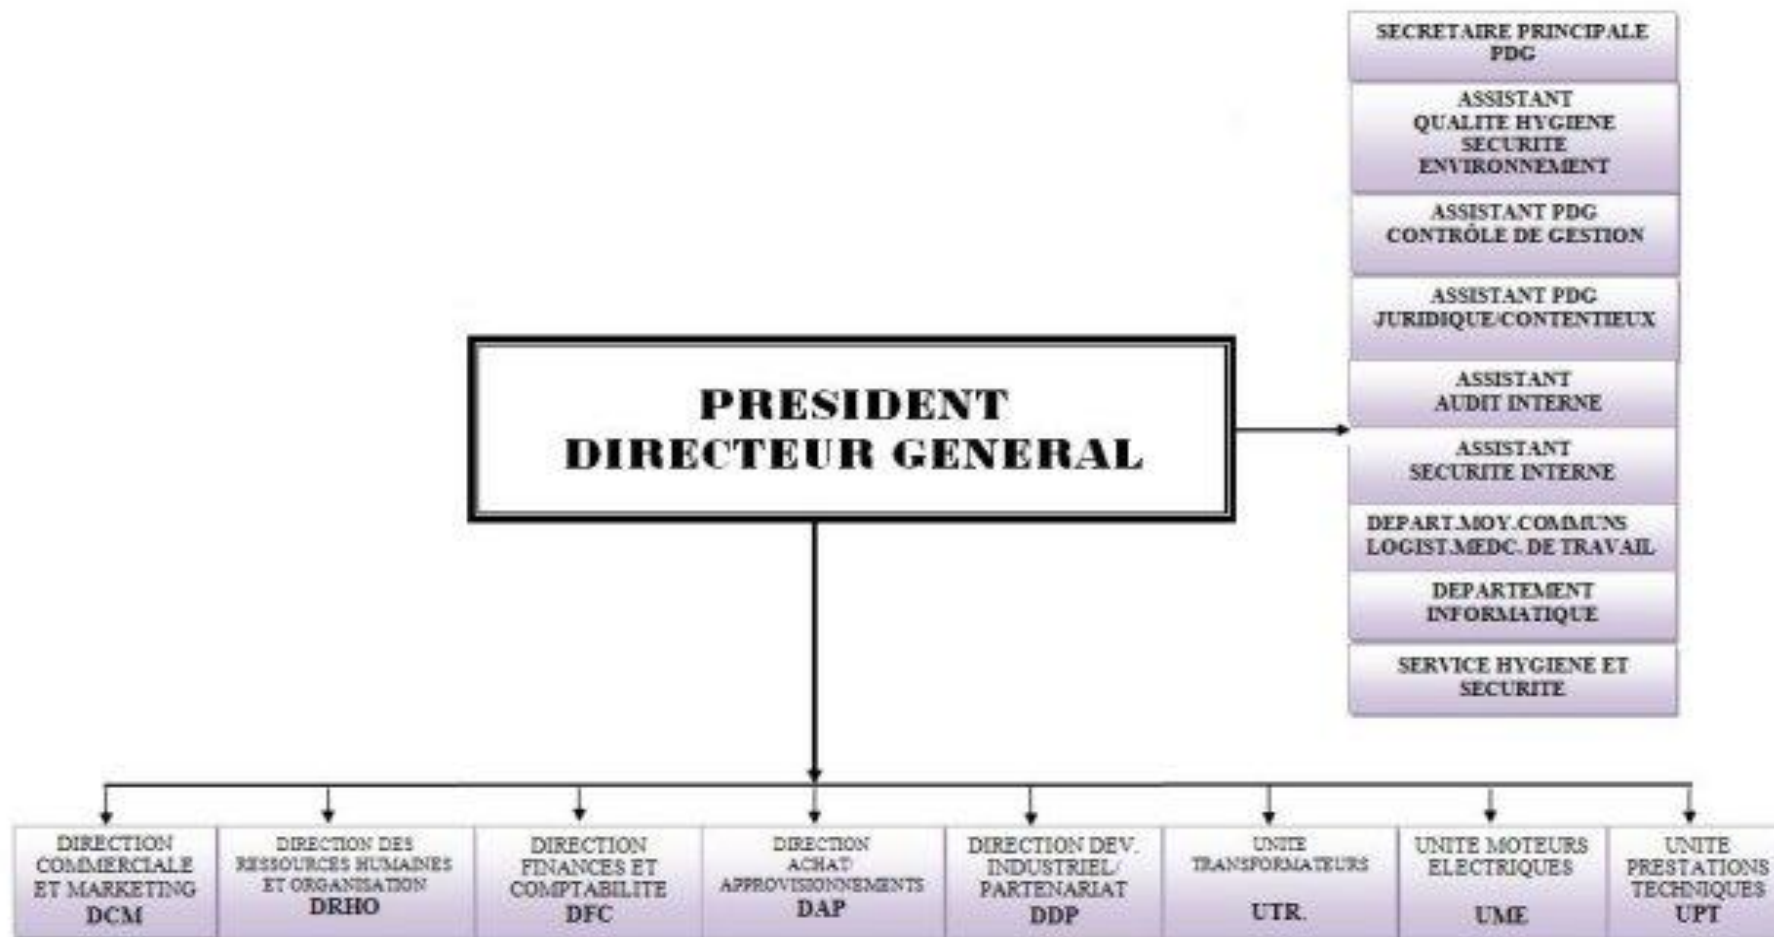 SECRETAIRE PRINCIPALE
PDG
ASSISTANT
QUALITE HYGIENE
SECURITE
ENVIRONNEMENT
ASSISTANT PDG
CONTRÔLE DE GESTION
ASSISTANT PDG
JURIDIQUE/CONTENTIEUX
ASSISTANT
AUDIT INTERNE
ASSISTANT
SECURITE INTERNE
DEPART.MOY.COMMUNS
LOGIST.MEDC. DE TRAVAIL
DEPARTEMENT
INFORMATIQUE
SERVICE HYGIENE ET
SECURITE
PRESIDENT
DIRECTEUR GENERAL
DIRECTION
COMMERCIALE
ET MARKETING
DCM
DIRECTION DES
RESSOURCES HUMAINES
ET ORGANISATION
DRHO
DIRECTION
FINANCES ET
COMPTABILITE
DFC
DIRECTION
ACHAT/
APPROVISIONNEMENTS
DAP
DIRECTION DEV.
INDUSTRIEL/
PARTENARIAT
DDP
UNITE
TRANSFORMATEURS
UTR.
UNITE MOTEURS
ELECTRIQUES
UME
UNITE
PRESTATIONS
TECHNIQUES
UPT